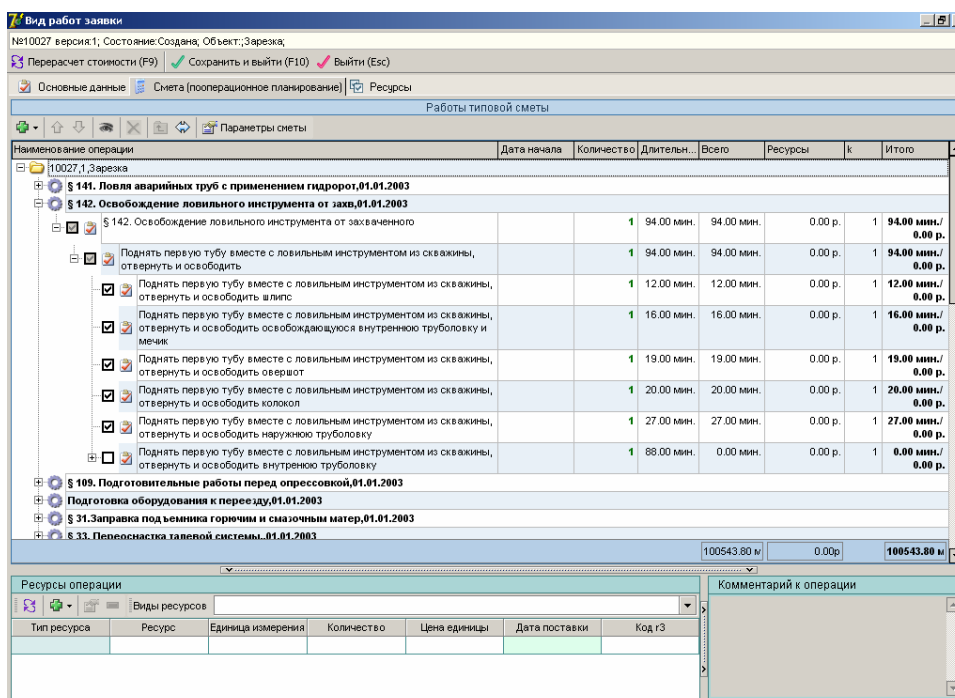 Вид работ заявки
№10027 версия:1; Состояние:Создана; Объект:;Зарезка;
Перерасчет стоимости (F9) Сохранить и выйти (F10) Выйти (Esc)
Основные данные Смета (пооперационное планирование) Ресурсы
Работы типовой сметы
Параметры сметы
Наименование операции Дата начала Количество Длительн... Всего Ресурсы k Итого
10027,1,Зарезка
§ 141. Ловля аварийных труб с применением гидророт,01.01.2003
§ 142. Освобождение ловильного инструмента от захв,01.01.2003
§ 142. Освобождение ловильного инструмента от захваченного 1 94.00 мин. 94.00 мин. 0.00 р. 1 94.00 мин./
0.00 р.
Поднять первую тубу вместе с ловильным инструментом из скважины, 1 94.00 мин. 94.00 мин. 0.00 р. 1 94.00 мин./
отвернуть и освободить 0.00 р.
Поднять первую тубу вместе с ловильным инструментом из скважины, 1 12.00 мин. 12.00 мин. 0.00 р. 1 12.00 мин./
отвернуть и освободить шлипс 0.00 р.
Поднять первую тубу вместе с ловильным инструментом из скважины, 1 16.00 мин. 16.00 мин. 0.00 р. 1 16.00 мин./
отвернуть и освободить освобождающуюся внутреннюю труболовку и 0.00 р.
мечик
Поднять первую тубу вместе с ловильным инструментом из скважины, 1 19.00 мин. 19.00 мин. 0.00 р. 1 19.00 мин./
отвернуть и освободить овершот 0.00 р.
Поднять первую тубу вместе с ловильным инструментом из скважины, 1 20.00 мин. 20.00 мин. 0.00 р. 1 20.00 мин./
отвернуть и освободить колокол 0.00 р.
Поднять первую тубу вместе с ловильным инструментом из скважины, 1 27.00 мин. 27.00 мин. 0.00 р. 1 27.00 мин./
отвернуть и освободить наружнюю труболовку 0.00 р.
Поднять первую тубу вместе с ловильным инструментом из скважины, 1 88.00 мин. 0.00 мин. 0.00 р. 1 0.00 мин./
отвернуть и освободить внутренюю труболовку 0.00 р.
§ 109. Подготовительные работы перед опрессовкой,01.01.2003
Подготовка оборудования к переезду,01.01.2003
§ 31.Заправка подъемника горючим и смазочным матер,01.01.2003
§ 33. Переоснастка талевой системы.,01.01.2003
100543.80 м 0.00р 100543.80 м
Ресурсы операции Комментарий к операции
Виды ресурсов
Тип ресурса Ресурс Единица измерения Количество Цена единицы Дата поставки Код r3